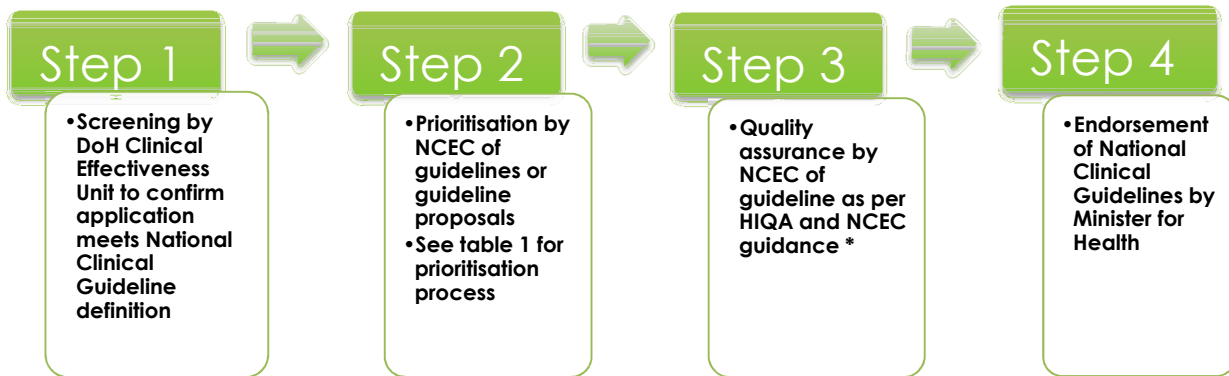 Step 1
•Screening by
DoH Clinical
Effectiveness
Unit to confirm
application
meets National
Clinical
Guideline
definition
Step 2
•Prioritisation by
NCEC of
guidelines or
guideline
proposals
•See table 1 for
prioritisation
process
Step 3
•Quality
assurance by
NCEC of
guideline as per
HIQA and NCEC
guidance *
Step 4
•Endorsement
of National
Clinical
Guidelines by
Minister for
Health